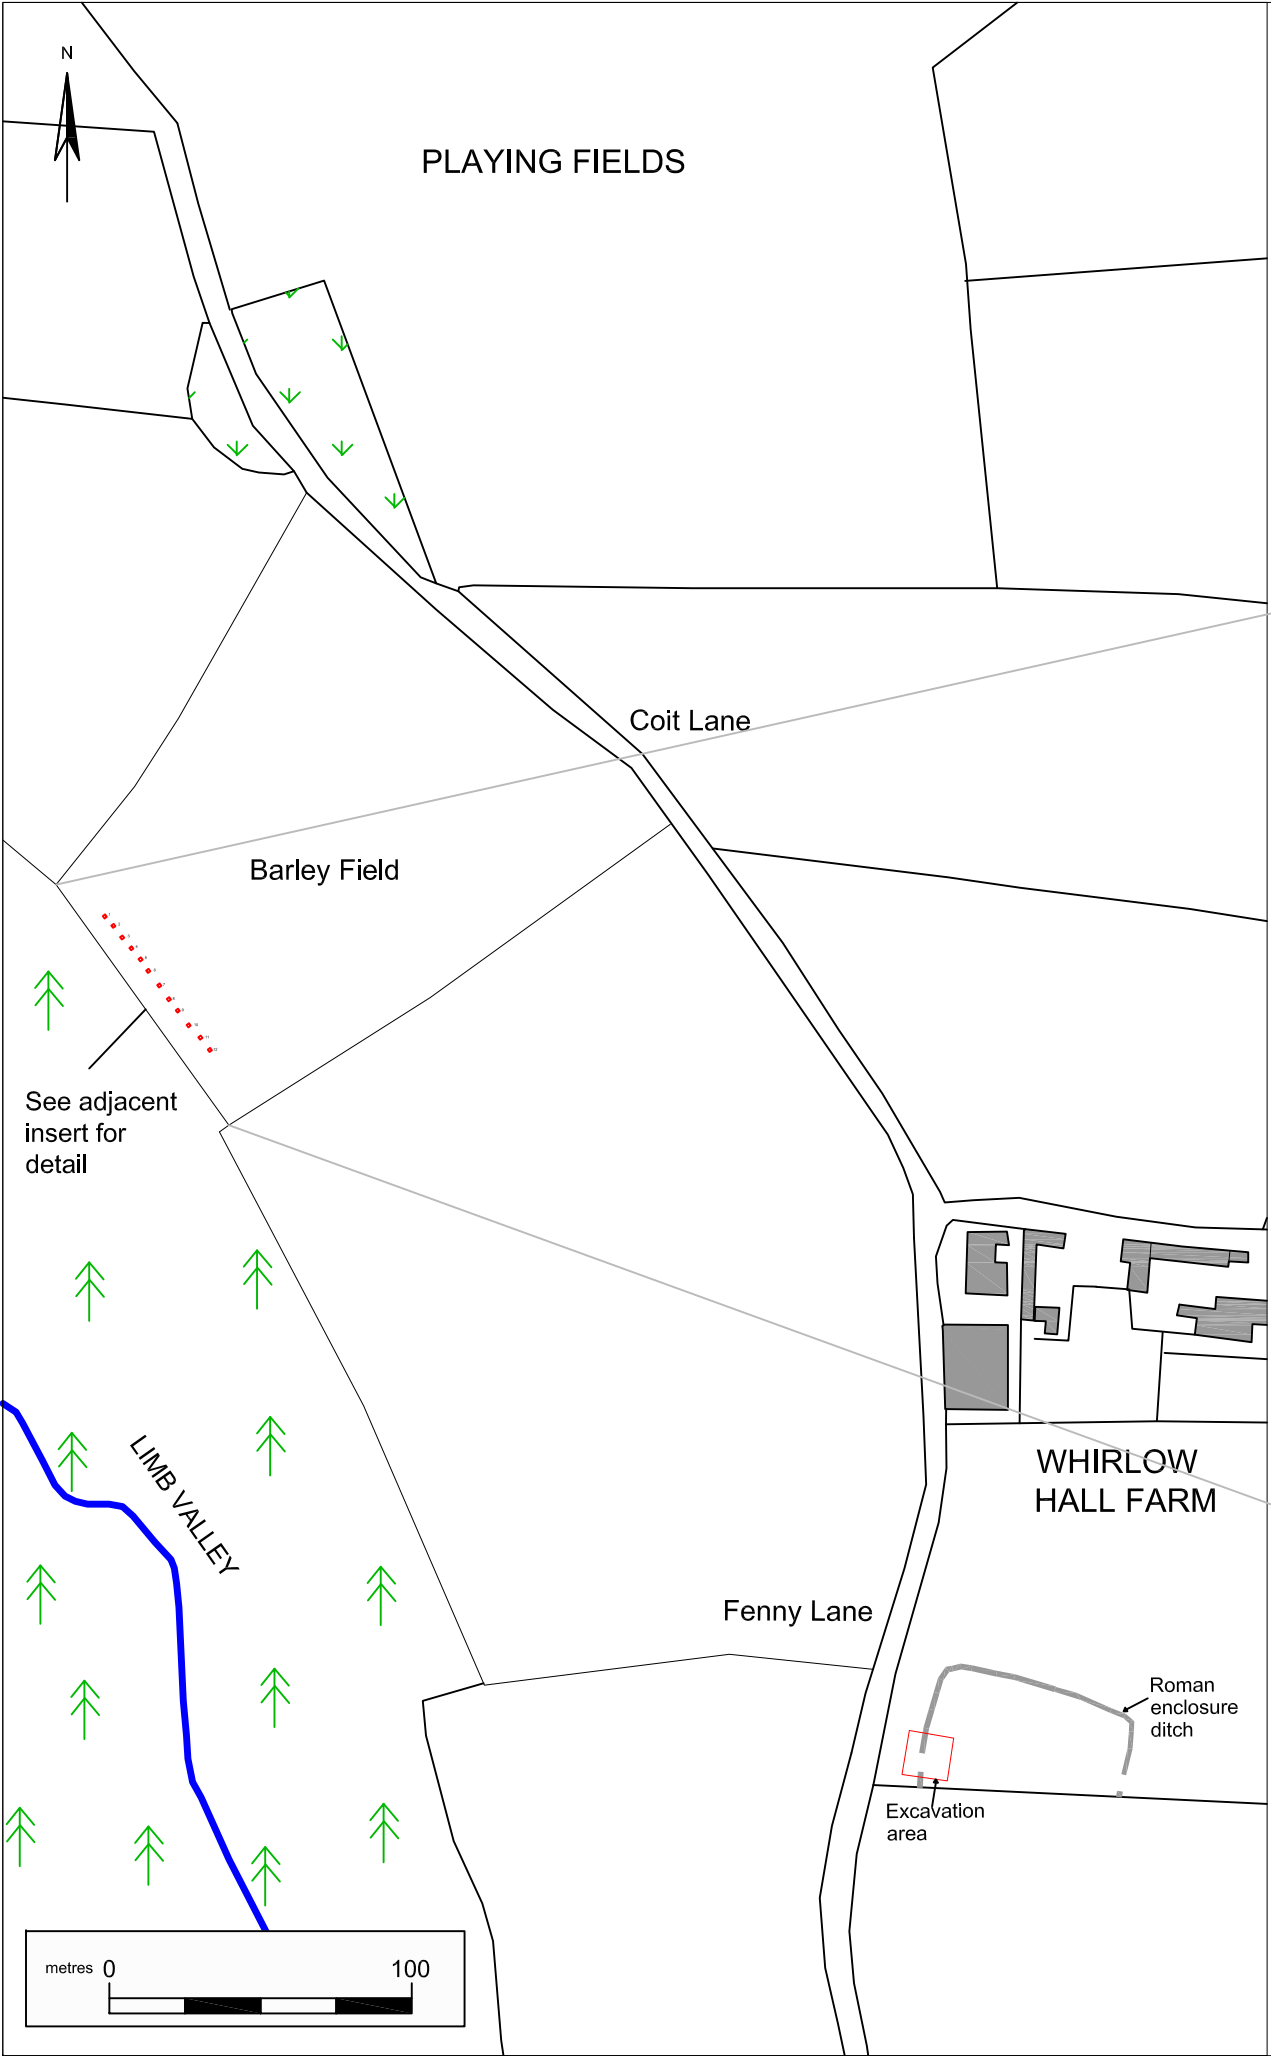 N
PLAYING FIELDS
Coit Lane
Barley Field
See adjacent
insert for
detail
LIMB VALLEY
WHIRLOW
HALL FARM
Fenny Lane
Roman
enclosure
ditch
Excavation
area
metres 0 100